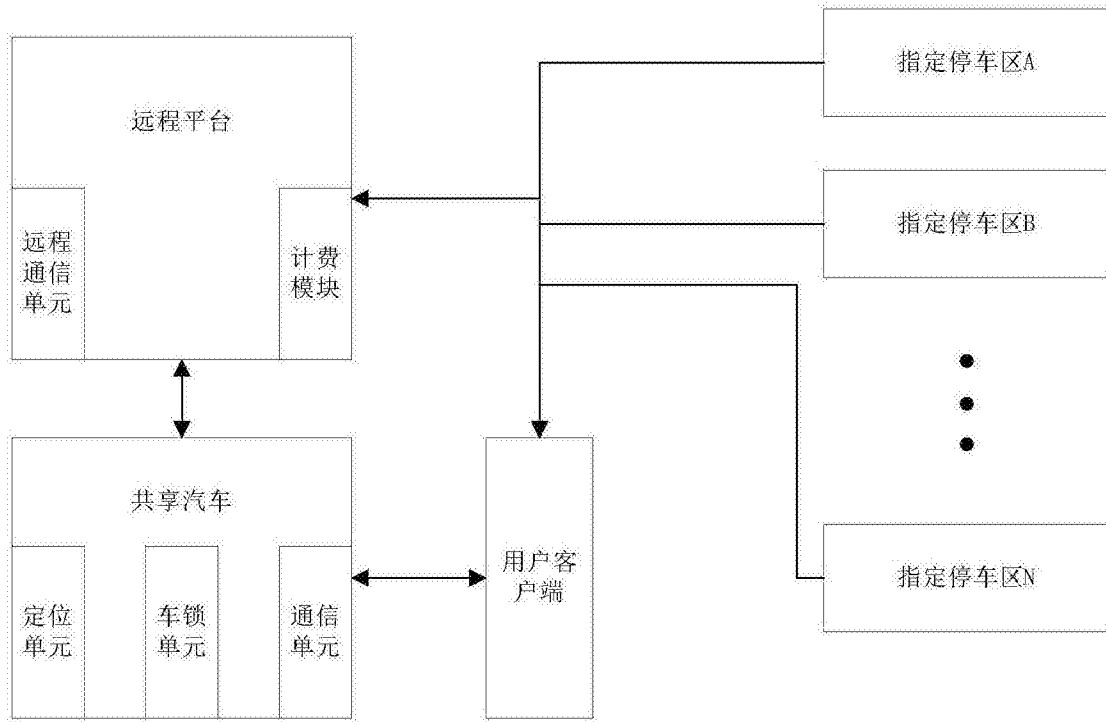 远程平台
远程
通信
单元
计费
模块
共享汽车
定位
单元
车锁
单元
通信
单元
用户客
户端
指定停车区A
指定停车区B
指定停车区N